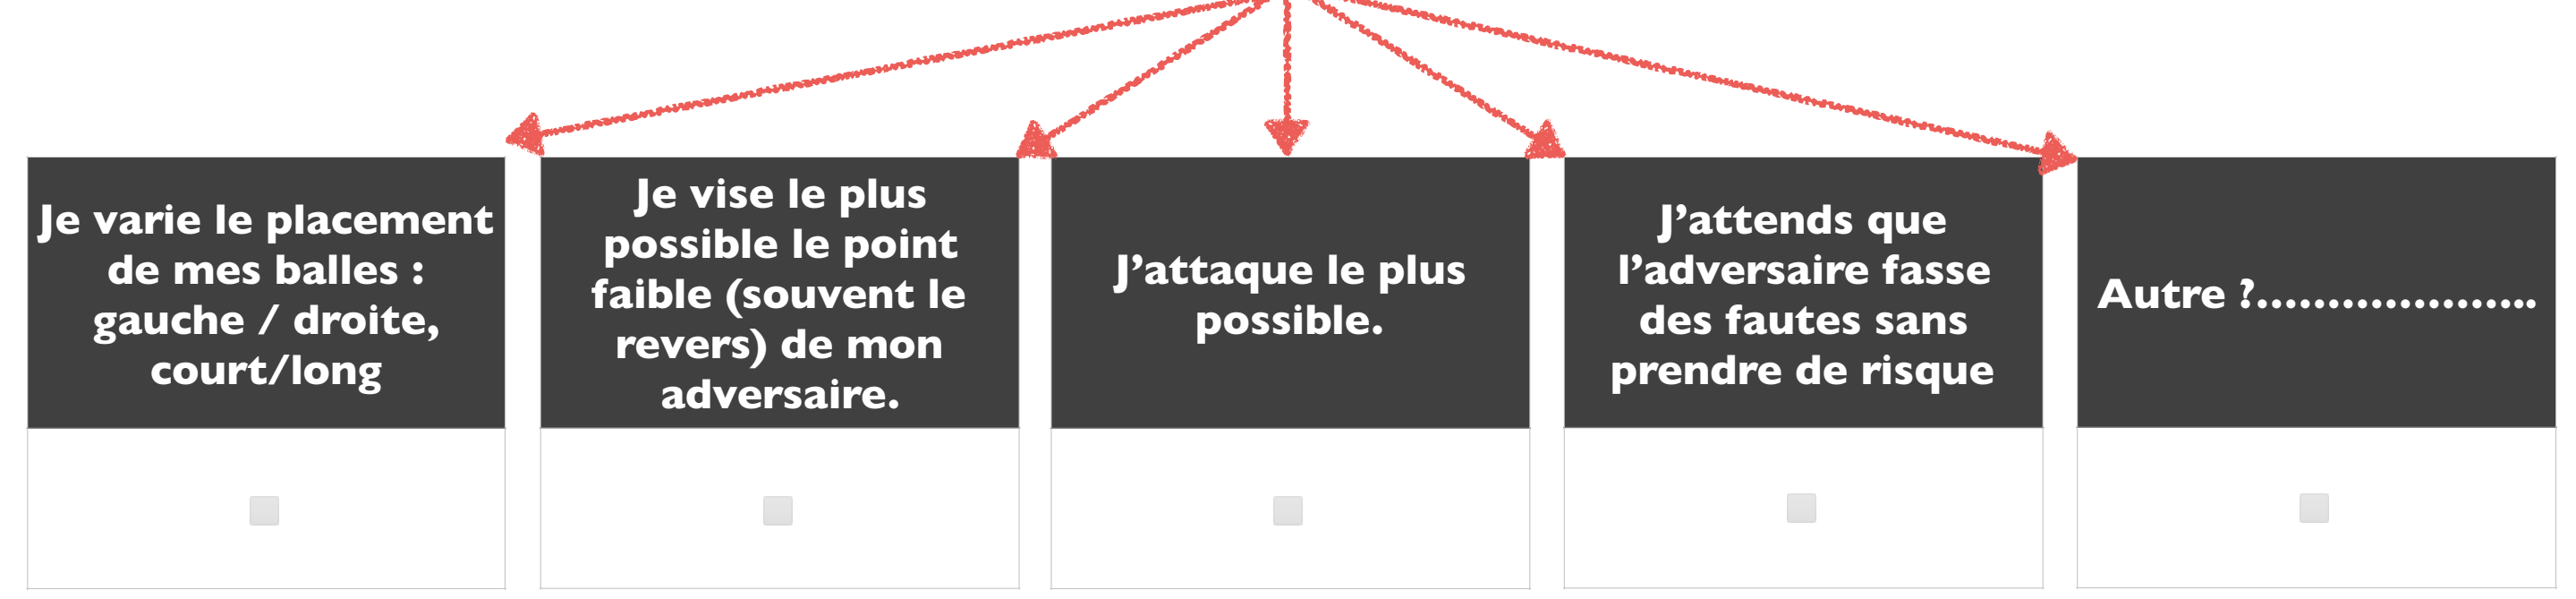 Je varie le placement
de mes balles :
gauche / droite,
court/long
Je vise le plus
possible le point
faible (souvent le
revers) de mon
adversaire.
J’attaque le plus
possible.
J’attends que
l’adversaire fasse
des fautes sans
prendre de risque
Autre ?....................